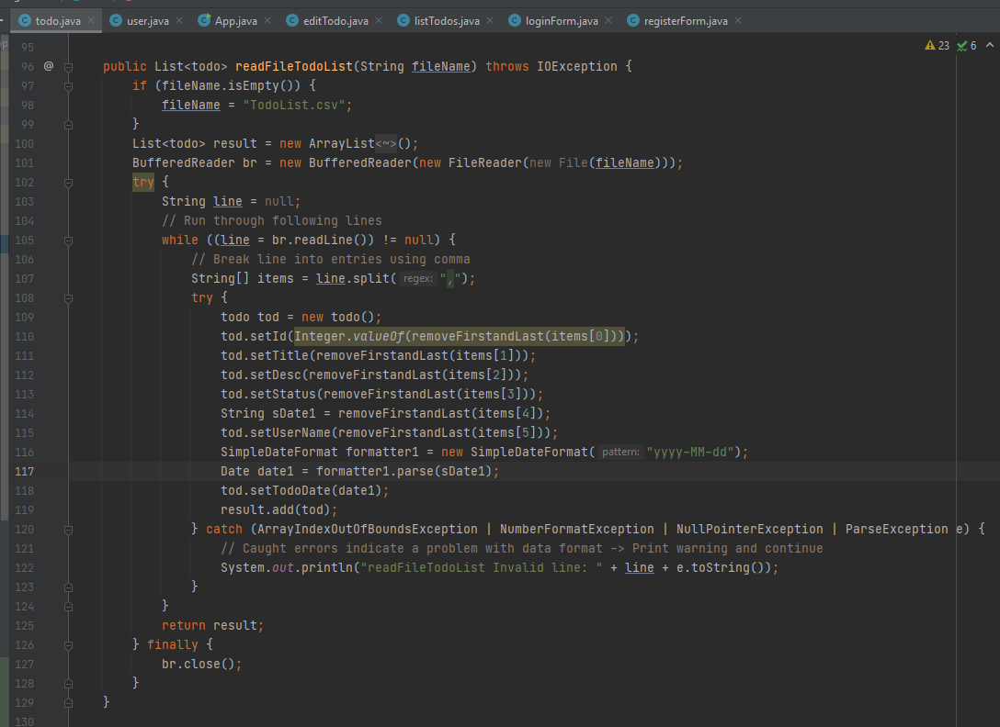 todo.java user.java App.java editTodo.java listTodos.java loginForm.java registerForm.java
23 6
95
96 @ public List<todo> readFileTodoList(String fileName) throws IOException {
97 if (fileName.isEmpty()) {
98 fileName = "TodoList.csv";
99 }
100 List<todo> result = new ArrayList<~>();
101 BufferedReader br = new BufferedReader(new FileReader(new File(fileName)));
102 try {
103 String line = null;
104 // Run through following lines
105 while ((line = br.readLine()) != null) {
106 // Break line into entries using comma
107 String[] items = line.split( regex: ",");
108 try {
109 todo tod = new todo();
110 tod.setId(Integer.valueOf(removeFirstandLast(items[0])));
111 tod.setTitle(removeFirstandLast(items[1]));
112 tod.setDesc(removeFirstandLast(items[2]));
113 tod.setStatus(removeFirstandLast(items[3]));
114 String sDate1 = removeFirstandLast(items[4]);
115 tod.setUserName(removeFirstandLast(items[5]));
116 SimpleDateFormat formatter1 = new SimpleDateFormat( pattern: "yyyy-MM-dd");
117 Date date1 = formatter1.parse(sDate1);
118 tod.setTodoDate(date1);
119 result.add(tod);
120 } catch (ArrayIndexOutOfBoundsException | NumberFormatException | NullPointerException | ParseException e) {
121 // Caught errors indicate a problem with data format -> Print warning and continue
122 System.out.println("readFileTodoList Invalid line: " + line + e.toString());
123 }
124 }
125 return result;
126 } finally {
127 br.close();
128 }
129 }
130